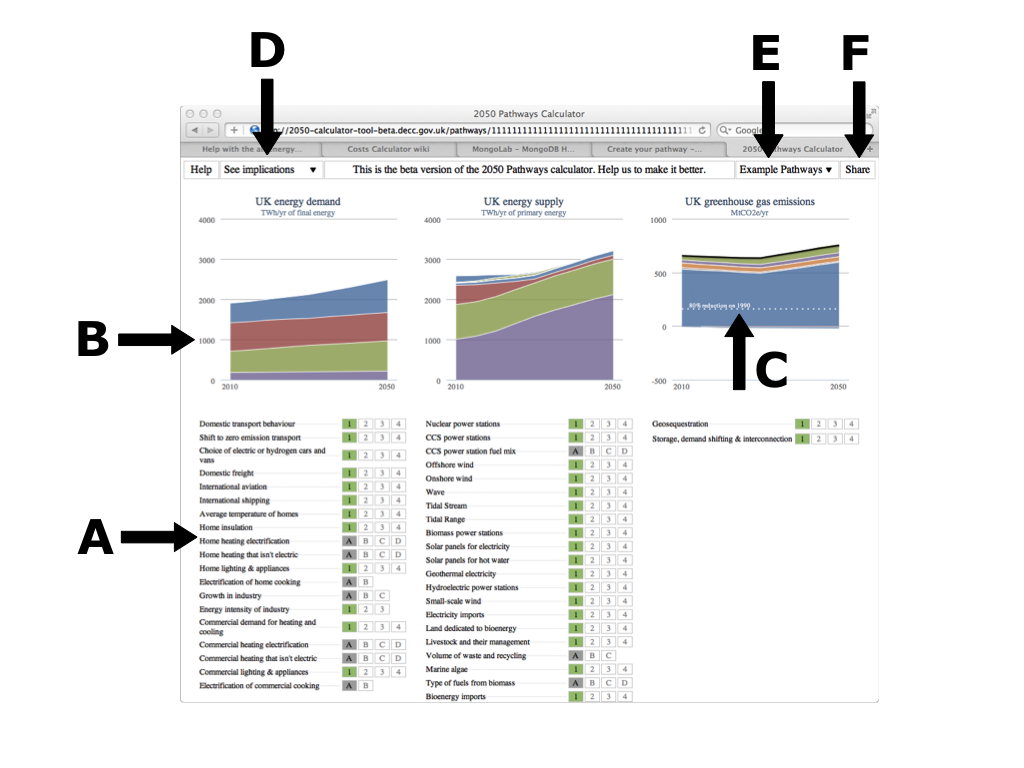 D
E
F
2050 Pathways Calculator
//2050-calculator-tool-beta.decc.gov.uk/pathways/1111111111111111111111111111111111111
Google
Help with the
energy...
Costs Calculator wiki
MongoLab – MongoDB H...
Create your pathway –...
2050 Pathways Calculator
Help
See implications ▼
This is the beta version of the 2050 Pathways calculator. Help us to make it better.
Example Pathways ▼
Share
UK energy demand
TWh/yr of final energy
4000
3000
2000
1000
0
2010
2050
UK energy supply
TWh/yr of primary energy
4000
3000
2000
1000
0
2010
2050
UK greenhouse gas emissions
MtCO2e/yr
1000
500
0
-500
80% reduction on 1990
2010
2050
B
C
A
Domestic transport behaviour 1 2 3 4
Shift to zero emission transport 1 2 3 4
Choice of electric or hydrogen cars and
vans 1 2 3 4
Domestic freight 1 2 3 4
International aviation 1 2 3 4
International shipping 1 2 3 4
Average temperature of homes 1 2 3 4
Home insulation 1 2 3 4
Home heating electrification A B C D
Home heating that isn't electric A B C D
Home lighting & appliances 1 2 3 4
Electrification of home cooking A B
Growth in industry A B C
Energy intensity of industry 1 2 3
Commercial demand for heating and
cooling 1 2 3 4
Commercial heating electrification A B C D
Commercial heating that isn't electric A B C D
Commercial lighting & appliances 1 2 3 4
Electrification of commercial cooking A B
Nuclear power stations 1 2 3 4
CCS power stations 1 2 3 4
CCS power station fuel mix A B C D
Offshore wind 1 2 3 4
Onshore wind 1 2 3 4
Wave 1 2 3 4
Tidal Stream 1 2 3 4
Tidal Range 1 2 3 4
Biomass power stations 1 2 3 4
Solar panels for electricity 1 2 3 4
Solar panels for hot water 1 2 3 4
Geothermal electricity 1 2 3 4
Hydroelectric power stations 1 2 3 4
Small-scale wind 1 2 3 4
Electricity imports 1 2 3 4
Land dedicated to bioenergy 1 2 3 4
Livestock and their management 1 2 3 4
Volume of waste and recycling A B C
Marine algae 1 2 3 4
Type of fuels from biomass A B C D
Bioenergy imports 1 2 3 4
Geosequestration 1 2 3 4
Storage, demand shifting & interconnection 1 2 3 4